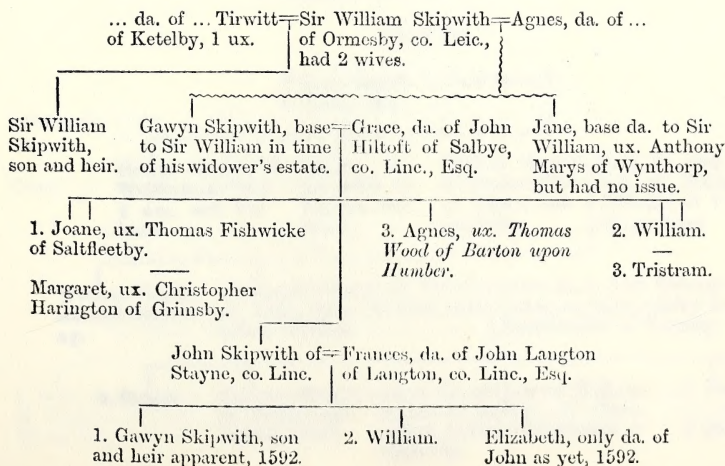 ... da. of ... Tirwitt
of Ketelby, 1 ux.
Sir William Skipwith
of Ormesby, co. Leic.,
had 2 wives.
Agnes, da. of ...
Sir William
Skipwith,
son and heir.
Gawyn Skipwith, base
to Sir William in time
of his widower's estate.
Grace, da. of John
Hiltoft of Salbye,
co. Linc., Esq.
Jane, base da. to Sir
William, ux. Anthony
Marys of Wynthorp,
but had no issue.
1. Joane, ux. Thomas Fishwicke
of Saltfleetby.
Margaret, ux. Christopher
Harington of Grimsby.
3. Agnes, ux. Thomas
Wood of Barton upon
Humber.
2. William.
3. Tristram.
John Skipwith of
Stayne, co. Linc.
Frances, da. of John Langton
of Langton, co. Linc., Esq.
1. Gawyn Skipwith, son
and heir apparent, 1592.
2. William.
Elizabeth, only da. of
John as yet, 1592.